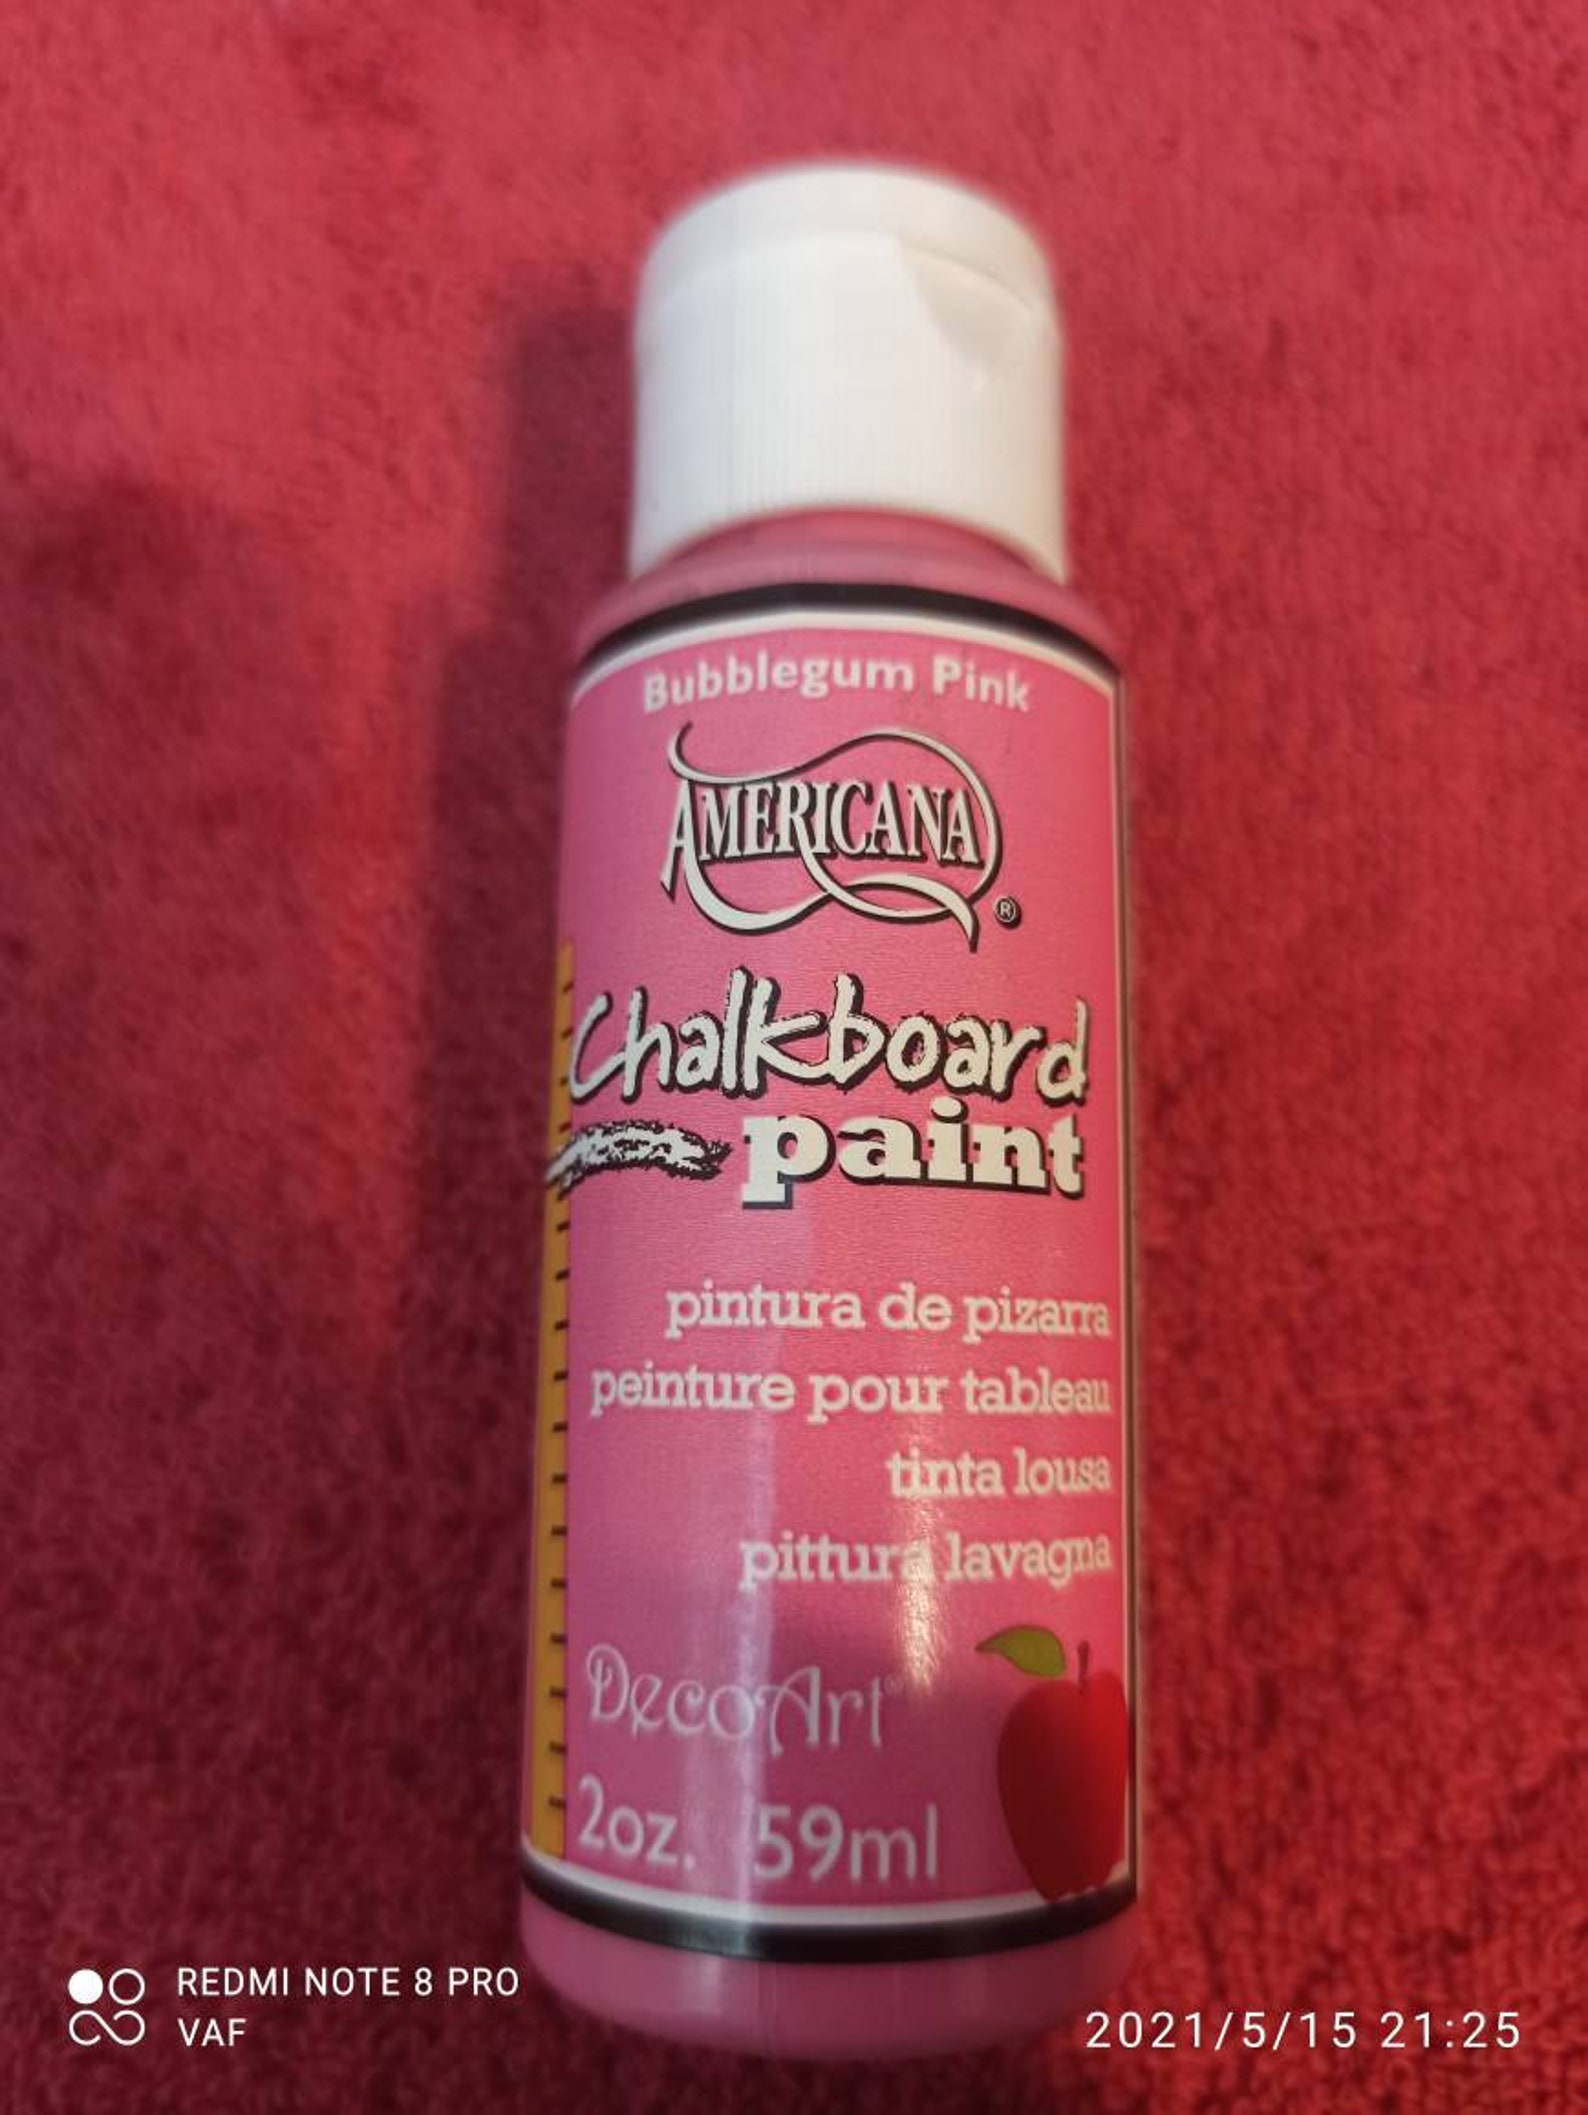 Bubblegum Pink
AMERICANA ®
Chalkboard
paint
pintura de pizarra
peinture pour tableau
tinta lousa
pittura lavagna
DecoArt
2oz. 59ml
REDMI NOTE 8 PRO
VAF
2021/5/15 21:25